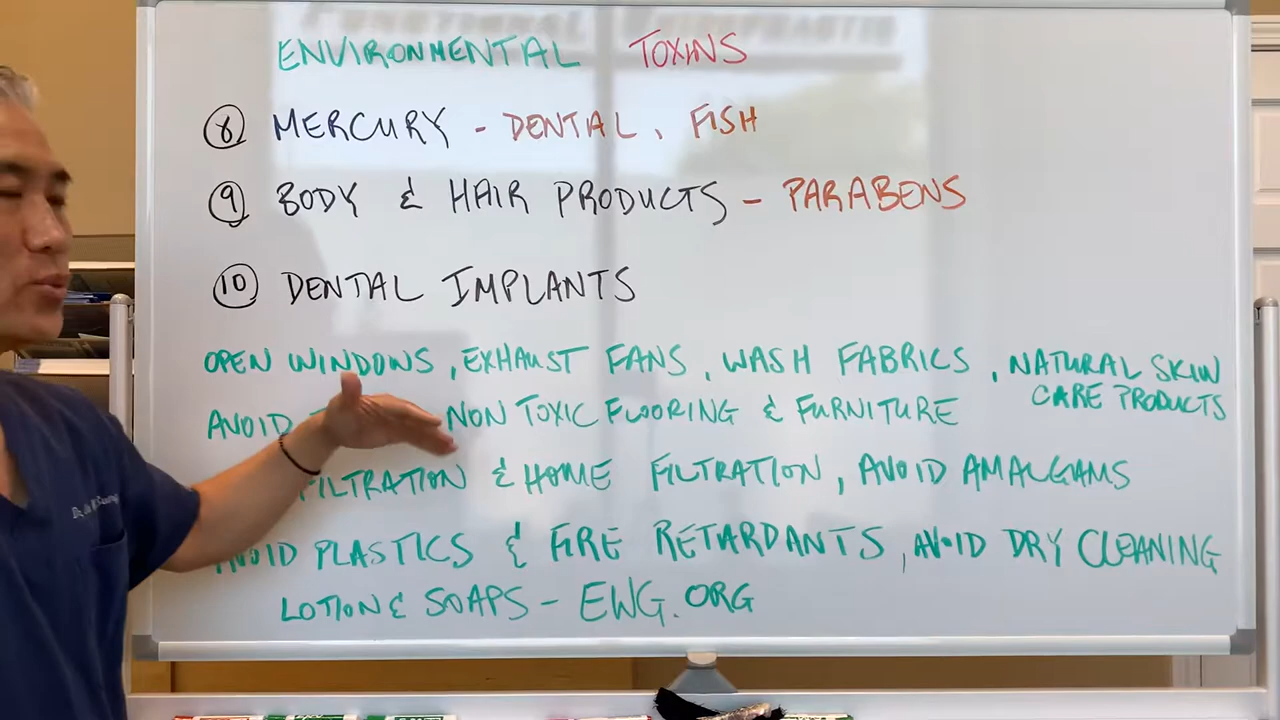 FUNCTIONAL CHIROPRACTIC
ENVIRONMENTAL TOXINS
⑧ MERCURY - DENTAL, FISH
⑨ BODY & HAIR PRODUCTS - PARABENS
⑩ DENTAL IMPLANTS
OPEN WINDOWS, EXHAUST FANS, WASH FABRICS, NATURAL SKIN
CARE PRODUCTS
AVOID NON TOXIC FLOORING & FURNITURE
FILTRATION & HOME FILTRATION, AVOID AMALGAMS
AVOID PLASTICS & FIRE RETARDANTS, AVOID DRY CLEANING
LOTION & SOAPS - EWG.ORG